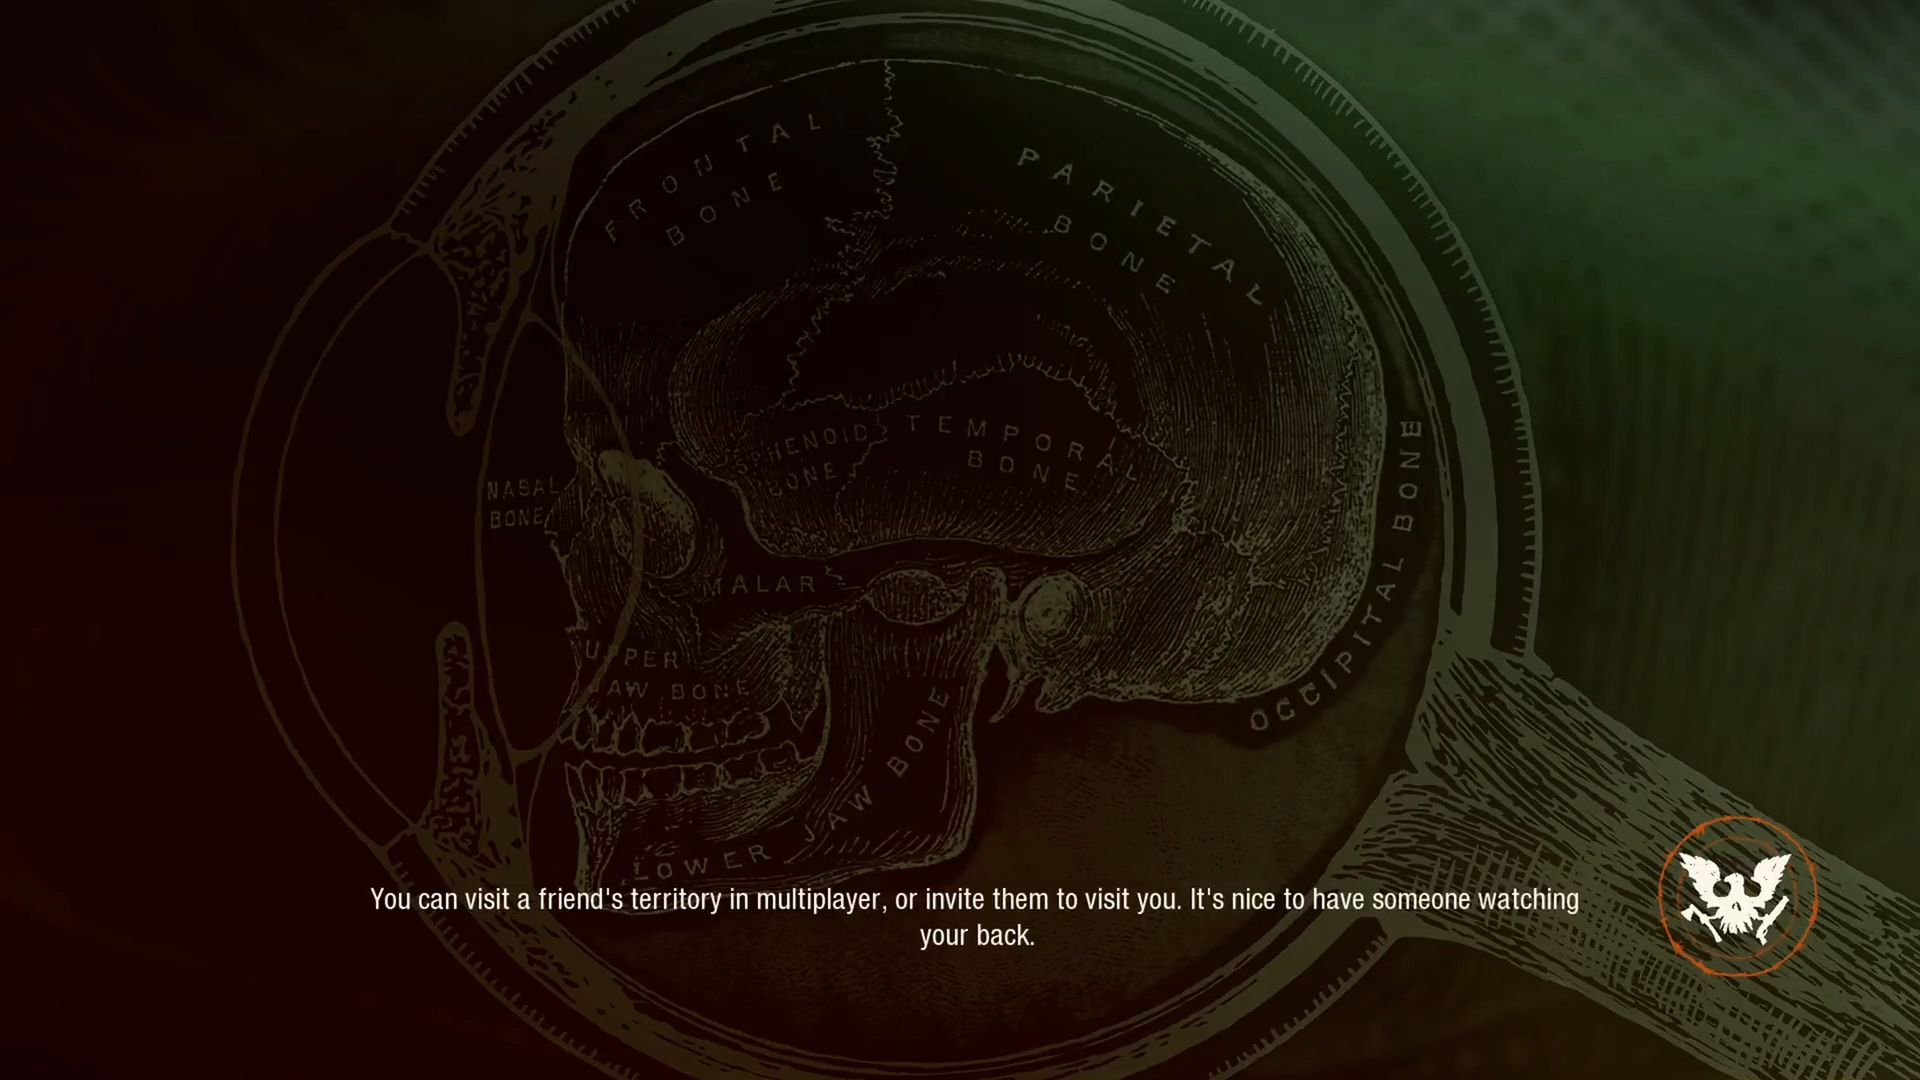 FRONTAL
BONE
PARIETAL
BONE
SPHENOID
BONE
TEMPORAL
BONE
NASAL
BONE
MALAR
OCCIPITAL BONE
UPPER
JAW BONE
LOWER JAW BONE
You can visit a friend's territory in multiplayer, or invite them to visit you. It's nice to have someone watching
your back.